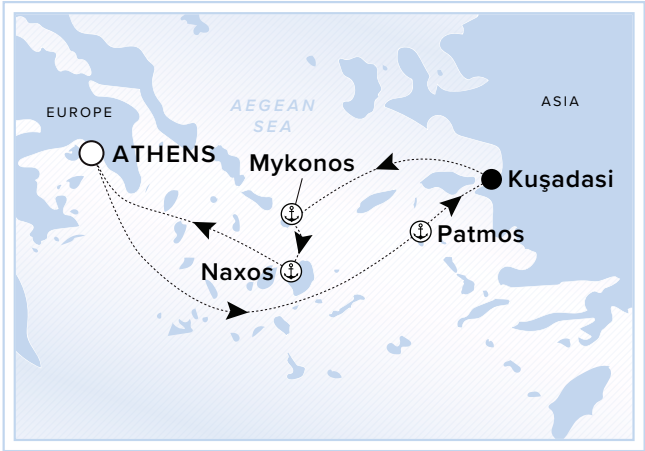 AEGEAN
SEA
ASIA
EUROPE
ATHENS
Mykonos
Kuşadasi
Patmos
Naxos